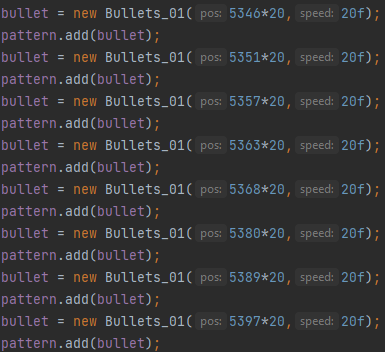 bullet = new Bullets_01( pos: 5346*20, speed: 20f);
pattern.add(bullet);
bullet = new Bullets_01( pos: 5351*20, speed: 20f);
pattern.add(bullet);
bullet = new Bullets_01( pos: 5357*20, speed: 20f);
pattern.add(bullet);
bullet = new Bullets_01( pos: 5363*20, speed: 20f);
pattern.add(bullet);
bullet = new Bullets_01( pos: 5368*20, speed: 20f);
pattern.add(bullet);
bullet = new Bullets_01( pos: 5380*20, speed: 20f);
pattern.add(bullet);
bullet = new Bullets_01( pos: 5389*20, speed: 20f);
pattern.add(bullet);
bullet = new Bullets_01( pos: 5397*20, speed: 20f);
pattern.add(bullet);